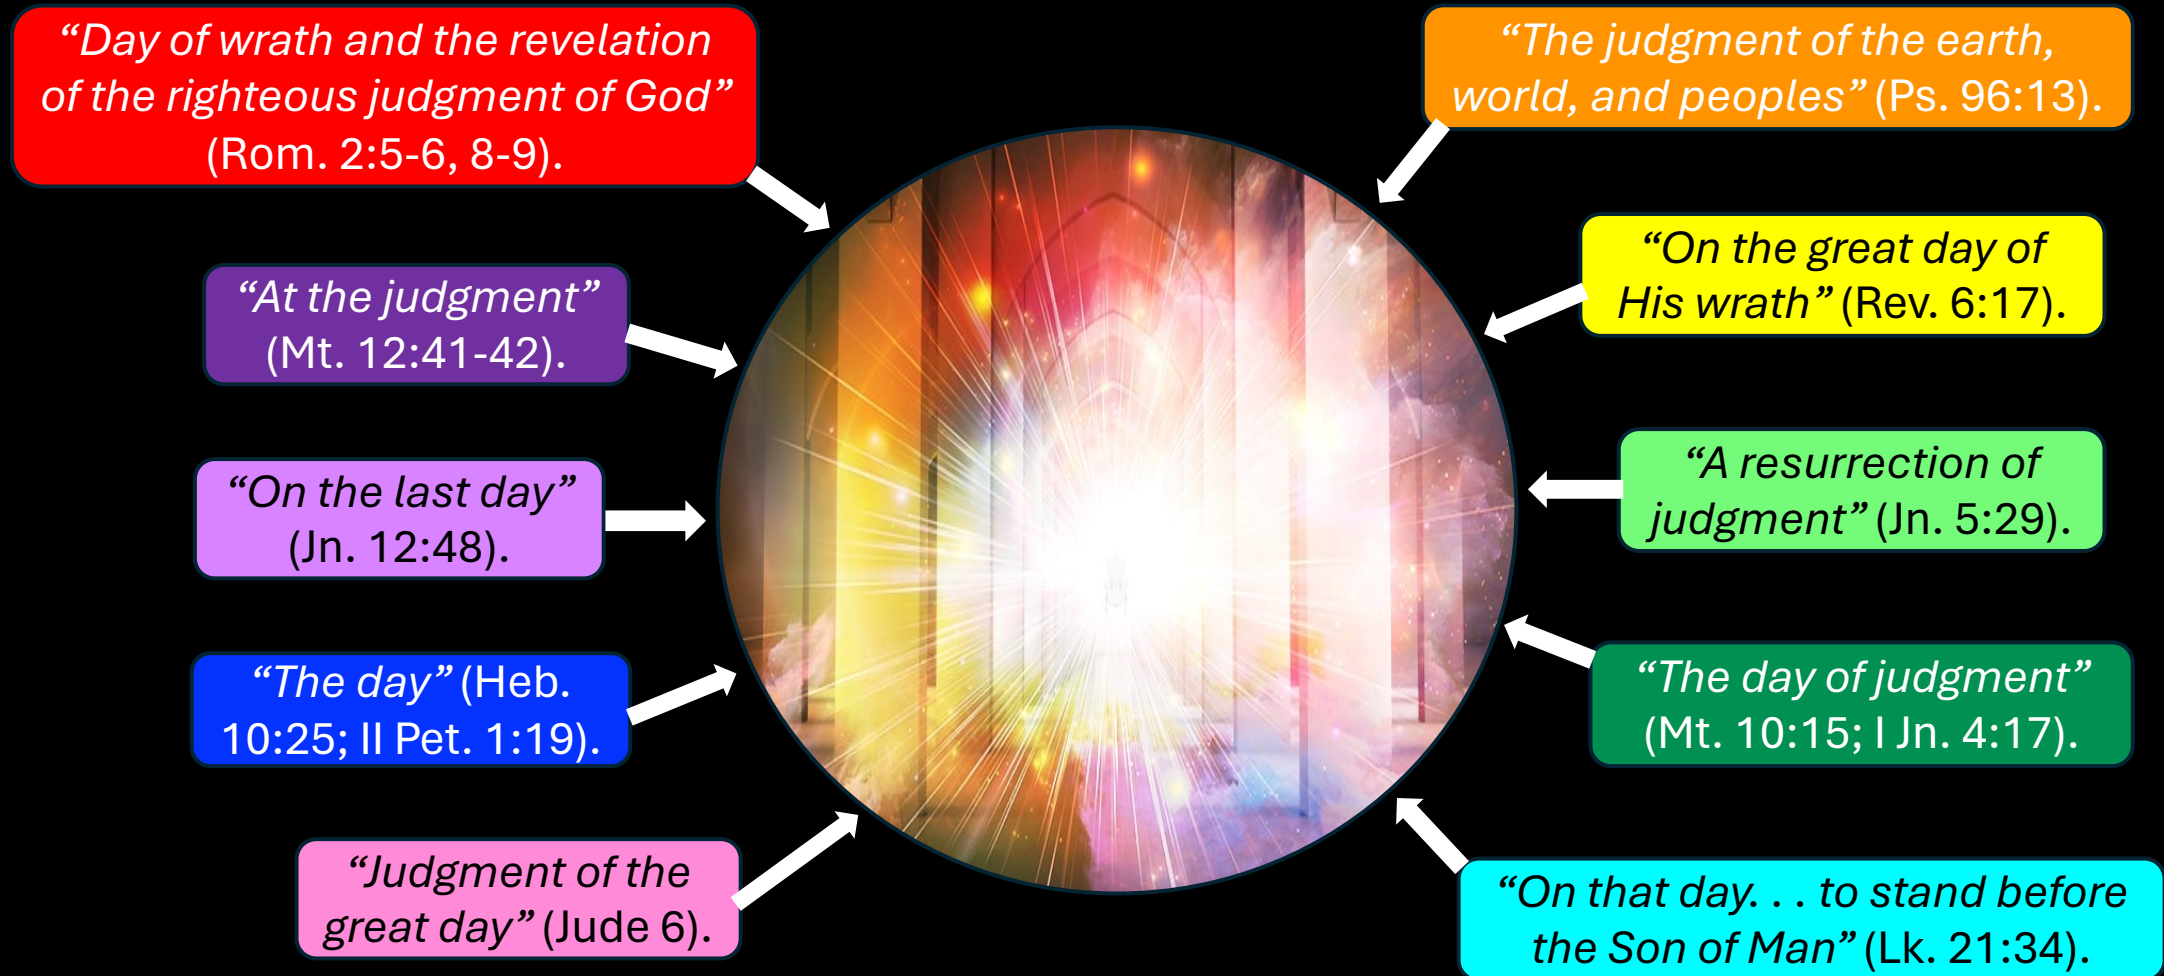 “Day of wrath and the revelation
of the righteous judgment of God”
(Rom. 2:5-6, 8-9).
“At the judgment”
(Mt. 12:41-42).
“On the last day”
(Jn. 12:48).
“The day” (Heb.
10:25; II Pet. 1:19).
“Judgment of the
great day” (Jude 6).
“The judgment of the earth,
world, and peoples” (Ps. 96:13).
“On the great day of
His wrath” (Rev. 6:17).
“A resurrection of
judgment” (Jn. 5:29).
“The day of judgment”
(Mt. 10:15; I Jn. 4:17).
“On that day. . . to stand before
the Son of Man” (Lk. 21:34).